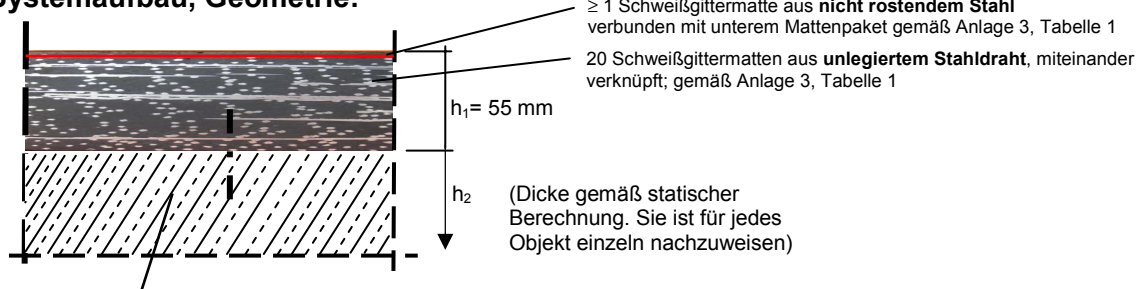 Systemaufbau, Geometrie:
≥ 1 Schweißgittermatte aus nicht rostendem Stahl
verbunden mit unterem Mattenpaket gemäß Anlage 3, Tabelle 1
20 Schweißgittermatten aus unlegiertem Stahldraht, miteinander
verknüpft; gemäß Anlage 3, Tabelle 1
h₁= 55 mm
h₂ (Dicke gemäß statischer
Berechnung. Sie ist für jedes
Objekt einzeln nachzuweisen)